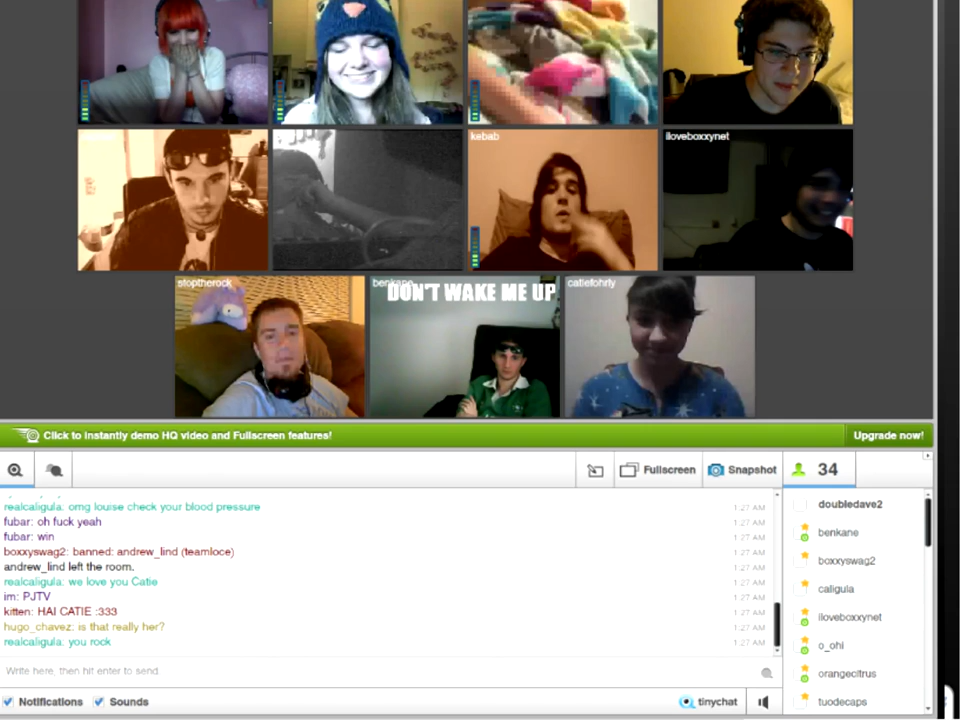 kebab
iloveboxxynet
stoptherock
DON'T WAKE ME UP
catiefohrly
Click to instantly demo HQ video and Fullscreen features!
Upgrade now!
Fullscreen
Snapshot
34
realcaligula: omg louise check your blood pressure 1:27 AM
fubar: oh fuck yeah 1:27 AM
fubar: win 1:27 AM
boxxyswag2: banned: andrew_lind (teamloce) 1:27 AM
andrew_lind left the room. 1:27 AM
realcaligula: we love you Catie 1:27 AM
im: PJTV 1:27 AM
kitten: HAI CATIE :333 1:27 AM
hugo_chavez: is that really her? 1:27 AM
realcaligula: you rock 1:27 AM
doubledave2
benkane
boxxyswag2
caligula
iloveboxxynet
o_ohi
orangecitrus
tuodecaps
Write here, then hit enter to send
Notifications
Sounds
tinychat